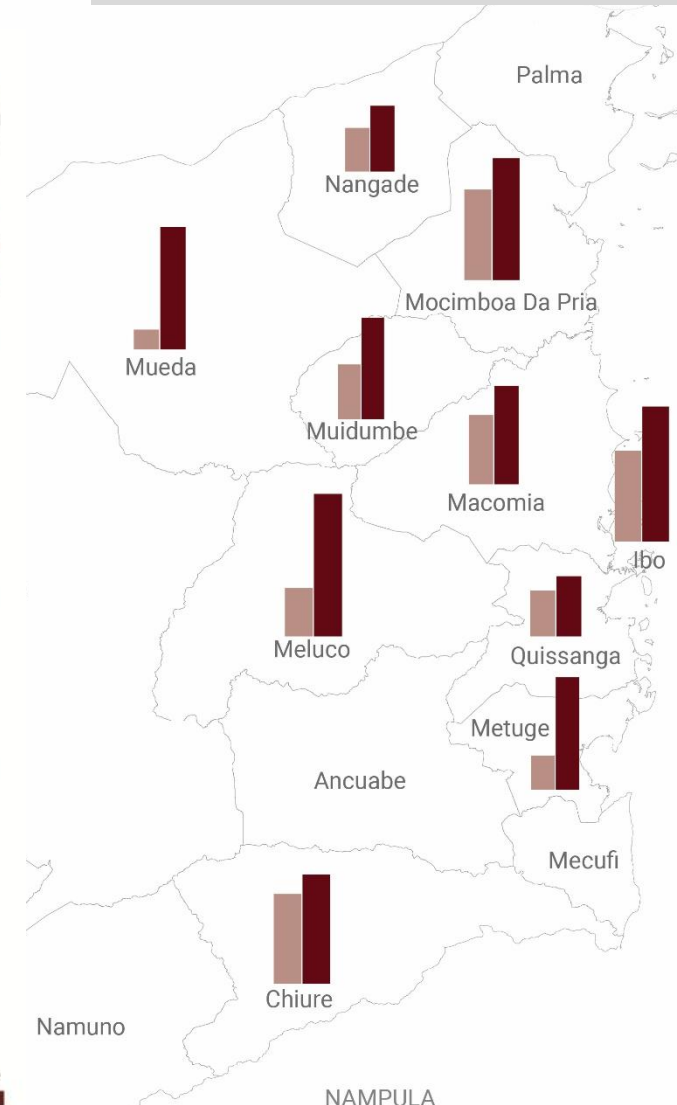 Palma
Nangade
Mocimboa Da Pria
Mueda
Muidumbe
Macomia
Ibo
Meluco
Quissanga
Metuge
Ancuabe
Mecufi
Chiure
Namuno
NAMPULA